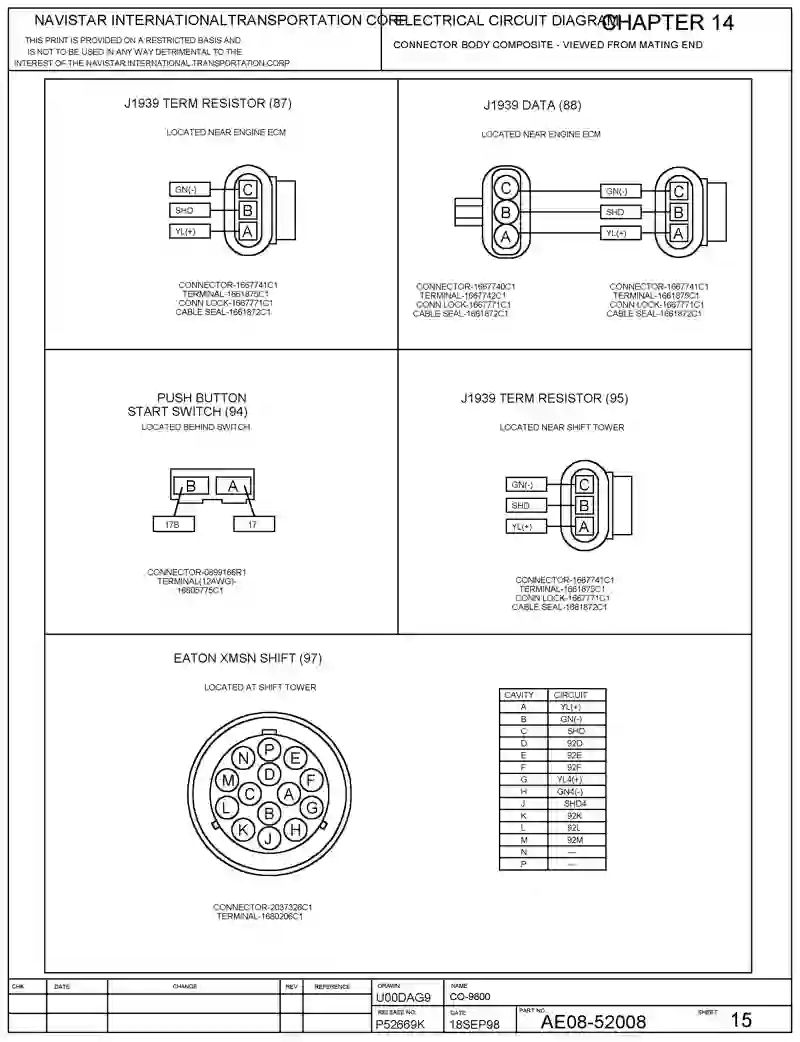 NAVISTAR INTERNATIONALTRANSPORTATION CORP.
ELECTRICAL CIRCUIT DIAGRAM
CHAPTER 14
THIS PRINT IS PROVIDED ON A RESTRICTED BASIS AND
IS NOT TO BE USED IN ANY WAY DETRIMENTAL TO THE
INTEREST OF THE NAVISTAR INTERNATIONAL TRANSPORTATION CORP
CONNECTOR BODY COMPOSITE - VIEWED FROM MATING END
J1939 TERM RESISTOR (87)
LOCATED NEAR ENGINE ECM
GN(-) C
SHD B
YL(+) A
CONNECTOR-1667741C1
TERMINAL-1661875C1
CONN LOCK-1667771C1
CABLE SEAL-1661872C1
J1939 DATA (88)
LOCATED NEAR ENGINE ECM
C GN(-) C
B SHD B
A YL(+) A
CONNECTOR-1667740C1
TERMINAL-1667742C1
CONN LOCK-1667771C1
CABLE SEAL-1661872C1
CONNECTOR-1667741C1
TERMINAL-1661875C1
CONN LOCK-1667771C1
CABLE SEAL-1661872C1
PUSH BUTTON
START SWITCH (94)
LOCATED BEHIND SWITCH
B A
17B 17
CONNECTOR-0899166R1
TERMINAL(12AWG)-
16605775C1
J1939 TERM RESISTOR (95)
LOCATED NEAR SHIFT TOWER
GN(-) C
SHD B
YL(+) A
CONNECTOR-1667741C1
TERMINAL-1661875C1
CONN LOCK-1667771C1
CABLE SEAL-1661872C1
EATON XMSN SHIFT (97)
LOCATED AT SHIFT TOWER
P
N E
D
M F
C A
L G
B
K H
J
CONNECTOR-2037326C1
TERMINAL-1680206C1
CAVITY CIRCUIT
A YL(+)
B GN(-)
C SHD
D 92D
E 92E
F 92F
G YL4(+)
H GN4(-)
J SHD4
K 92K
L 92L
M 92M
N —
P —
CHK DATE CHANGE REV REFERENCE
DRAWN
U00DAG9
NAME
CO-9800
RELEASE NO.
P52669K
DATE
18SEP98
PART NO.
AE08-52008
SHEET 15